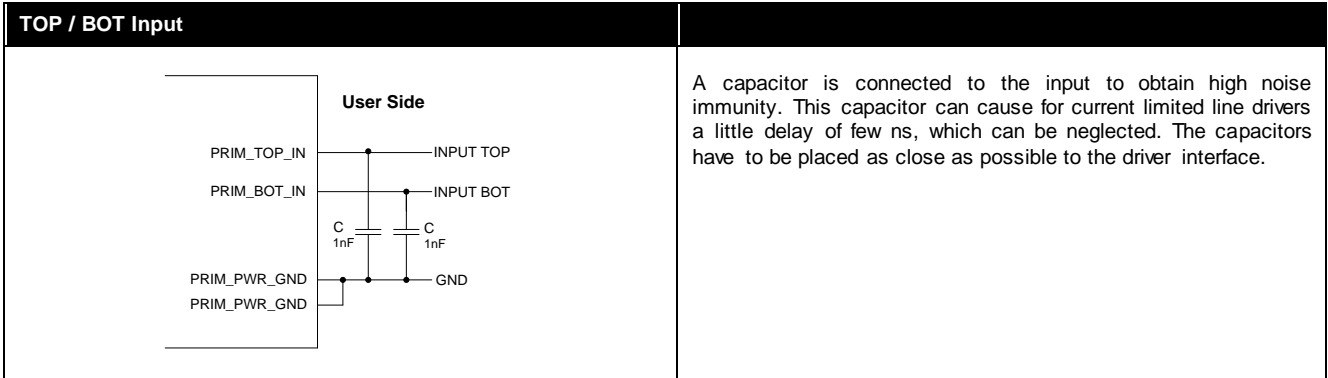 TOP / BOT Input
User Side
PRIM_TOP_IN
INPUT TOP
PRIM_BOT_IN
INPUT BOT
C
1nF
C
1nF
PRIM_PWR_GND
GND
PRIM_PWR_GND
A capacitor is connected to the input to obtain high noise
immunity. This capacitor can cause for current limited line drivers
a little delay of few ns, which can be neglected. The capacitors
have to be placed as close as possible to the driver interface.